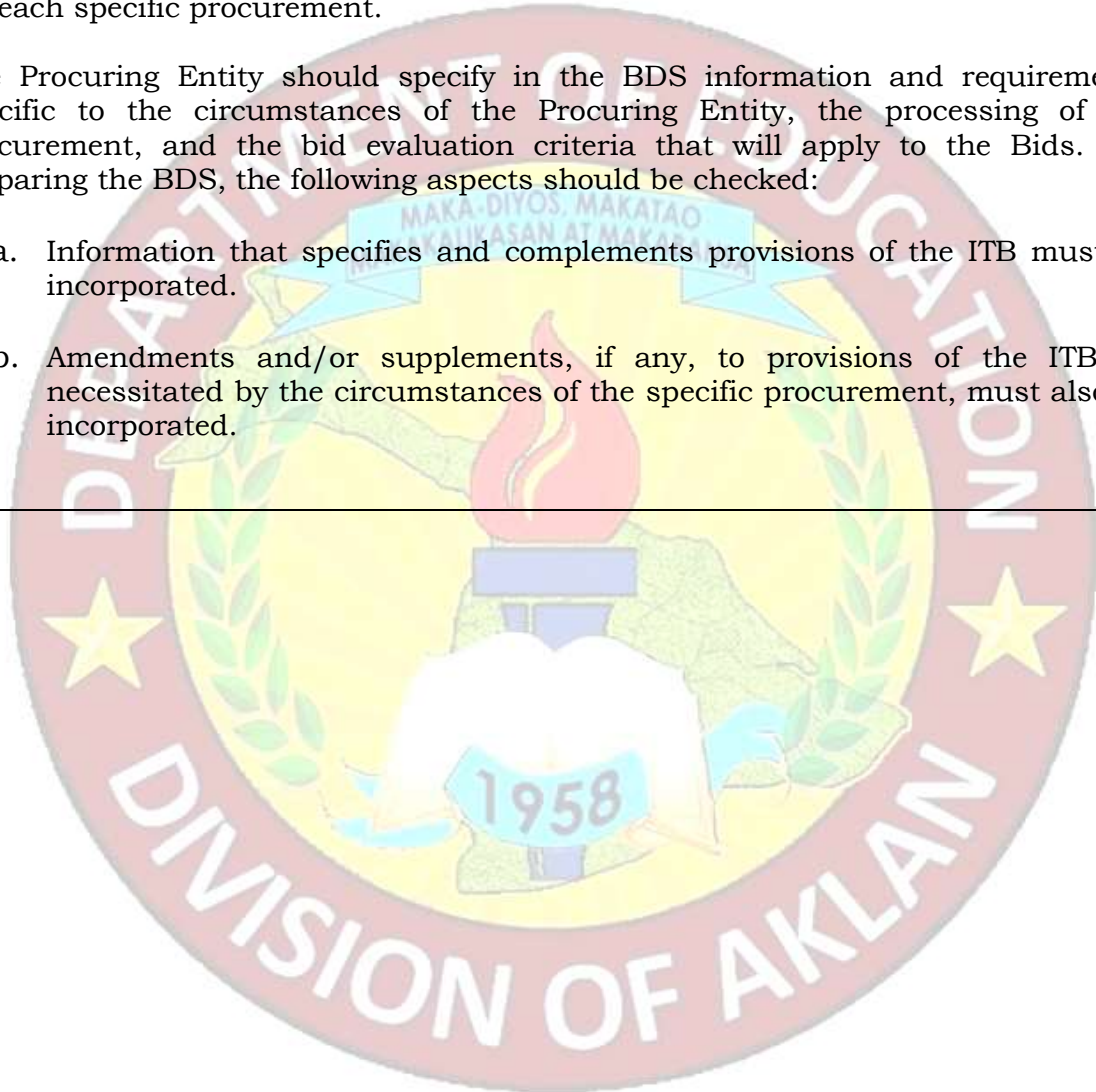 each specific procurement.
e Procuring Entity should specify in the BDS information and requireme
cific to the circumstances of the Procuring Entity, the processing of
curement, and the bid evaluation criteria that will apply to the Bids.
paring the BDS, the following aspects should be checked:
a. Information that specifies and complements provisions of the ITB must
incorporated.
b. Amendments and/or supplements, if any, to provisions of the ITB
necessitated by the circumstances of the specific procurement, must also
incorporated.
DEPARTMENT OF EDUCATION
MAKA-DIYOS, MAKATAO
AT
1958
DIVISION OF AKLAN